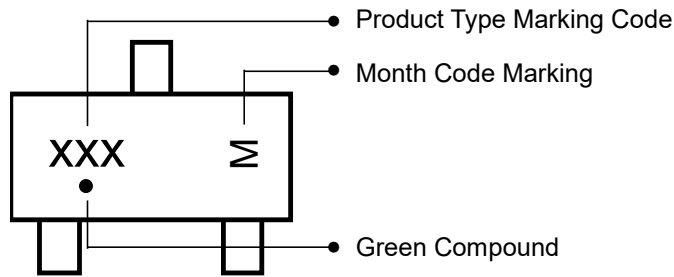 Product Type Marking Code
Month Code Marking
XXX M
Green Compound